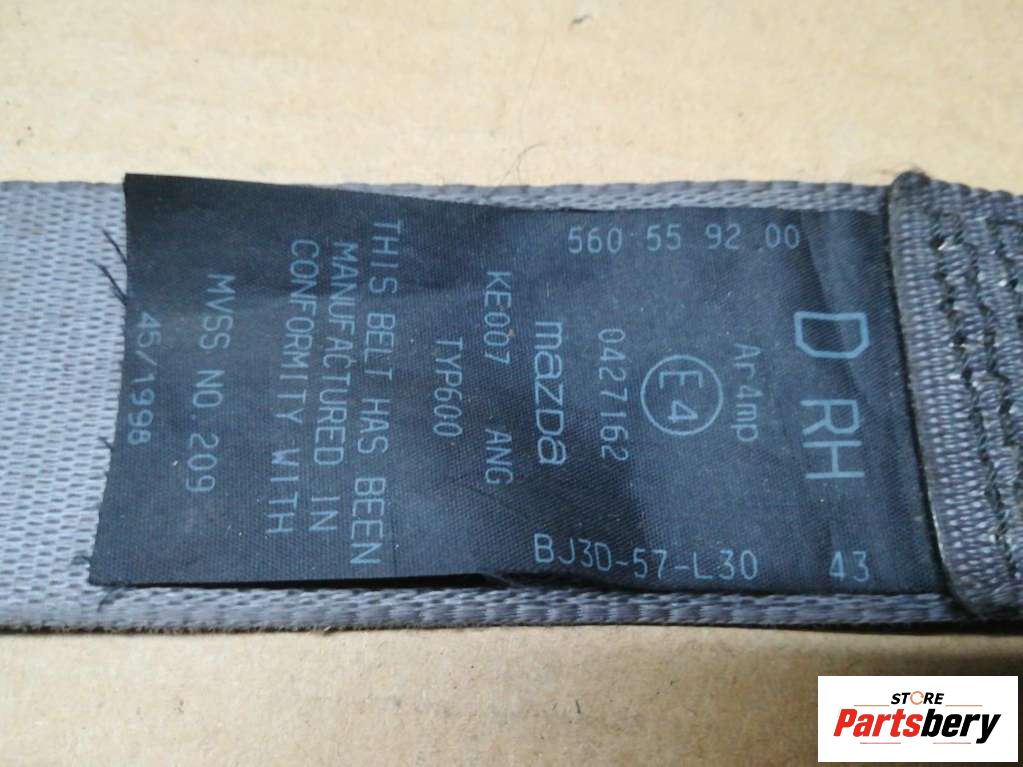 560 55 92 00
D RH
Ar4mp
E4
0427162
mazda
KE007 ANG
TYP600
THIS BELT HAS BEEN
MANUFACTURED IN
CONFORMITY WITH
MVSS NO.209
45/1998
BJ3D-57-L30 43
STORE
Partsbery